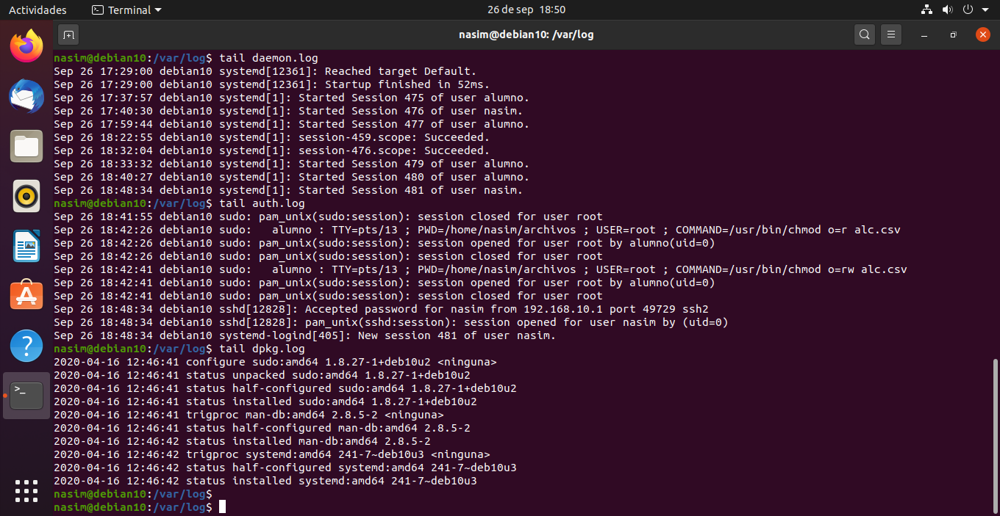 Actividades
Terminal
26 de sep 18:50
nasim@debian10: /var/log
nasim@debian10:/var/log$ tail daemon.log
Sep 26 17:29:00 debian10 systemd[12361]: Reached target Default.
Sep 26 17:29:00 debian10 systemd[12361]: Startup finished in 52ms.
Sep 26 17:37:57 debian10 systemd[1]: Started Session 475 of user alumno.
Sep 26 17:40:30 debian10 systemd[1]: Started Session 476 of user nasim.
Sep 26 17:59:44 debian10 systemd[1]: Started Session 477 of user alumno.
Sep 26 18:22:55 debian10 systemd[1]: session-459.scope: Succeeded.
Sep 26 18:32:04 debian10 systemd[1]: session-476.scope: Succeeded.
Sep 26 18:33:32 debian10 systemd[1]: Started Session 479 of user alumno.
Sep 26 18:40:27 debian10 systemd[1]: Started Session 480 of user alumno.
Sep 26 18:48:34 debian10 systemd[1]: Started Session 481 of user nasim.
nasim@debian10:/var/log$ tail auth.log
Sep 26 18:41:55 debian10 sudo: pam_unix(sudo:session): session closed for user root
Sep 26 18:42:26 debian10 sudo:   alumno : TTY=pts/13 ; PWD=/home/nasim/archivos ; USER=root ; COMMAND=/usr/bin/chmod o=r alc.csv
Sep 26 18:42:26 debian10 sudo: pam_unix(sudo:session): session opened for user root by alumno(uid=0)
Sep 26 18:42:26 debian10 sudo: pam_unix(sudo:session): session closed for user root
Sep 26 18:42:41 debian10 sudo:   alumno : TTY=pts/13 ; PWD=/home/nasim/archivos ; USER=root ; COMMAND=/usr/bin/chmod o=rw alc.csv
Sep 26 18:42:41 debian10 sudo: pam_unix(sudo:session): session opened for user root by alumno(uid=0)
Sep 26 18:42:41 debian10 sudo: pam_unix(sudo:session): session closed for user root
Sep 26 18:48:34 debian10 sshd[12828]: Accepted password for nasim from 192.168.10.1 port 49729 ssh2
Sep 26 18:48:34 debian10 sshd[12828]: pam_unix(sshd:session): session opened for user nasim by (uid=0)
Sep 26 18:48:34 debian10 systemd-logind[405]: New session 481 of user nasim.
nasim@debian10:/var/log$ tail dpkg.log
2020-04-16 12:46:41 configure sudo:amd64 1.8.27-1+deb10u2 <ninguna>
2020-04-16 12:46:41 status unpacked sudo:amd64 1.8.27-1+deb10u2
2020-04-16 12:46:41 status half-configured sudo:amd64 1.8.27-1+deb10u2
2020-04-16 12:46:41 status installed sudo:amd64 1.8.27-1+deb10u2
2020-04-16 12:46:41 trigproc man-db:amd64 2.8.5-2 <ninguna>
2020-04-16 12:46:41 status half-configured man-db:amd64 2.8.5-2
2020-04-16 12:46:42 status installed man-db:amd64 2.8.5-2
2020-04-16 12:46:42 trigproc systemd:amd64 241-7~deb10u3 <ninguna>
2020-04-16 12:46:42 status half-configured systemd:amd64 241-7~deb10u3
2020-04-16 12:46:42 status installed systemd:amd64 241-7~deb10u3
nasim@debian10:/var/log$
nasim@debian10:/var/log$